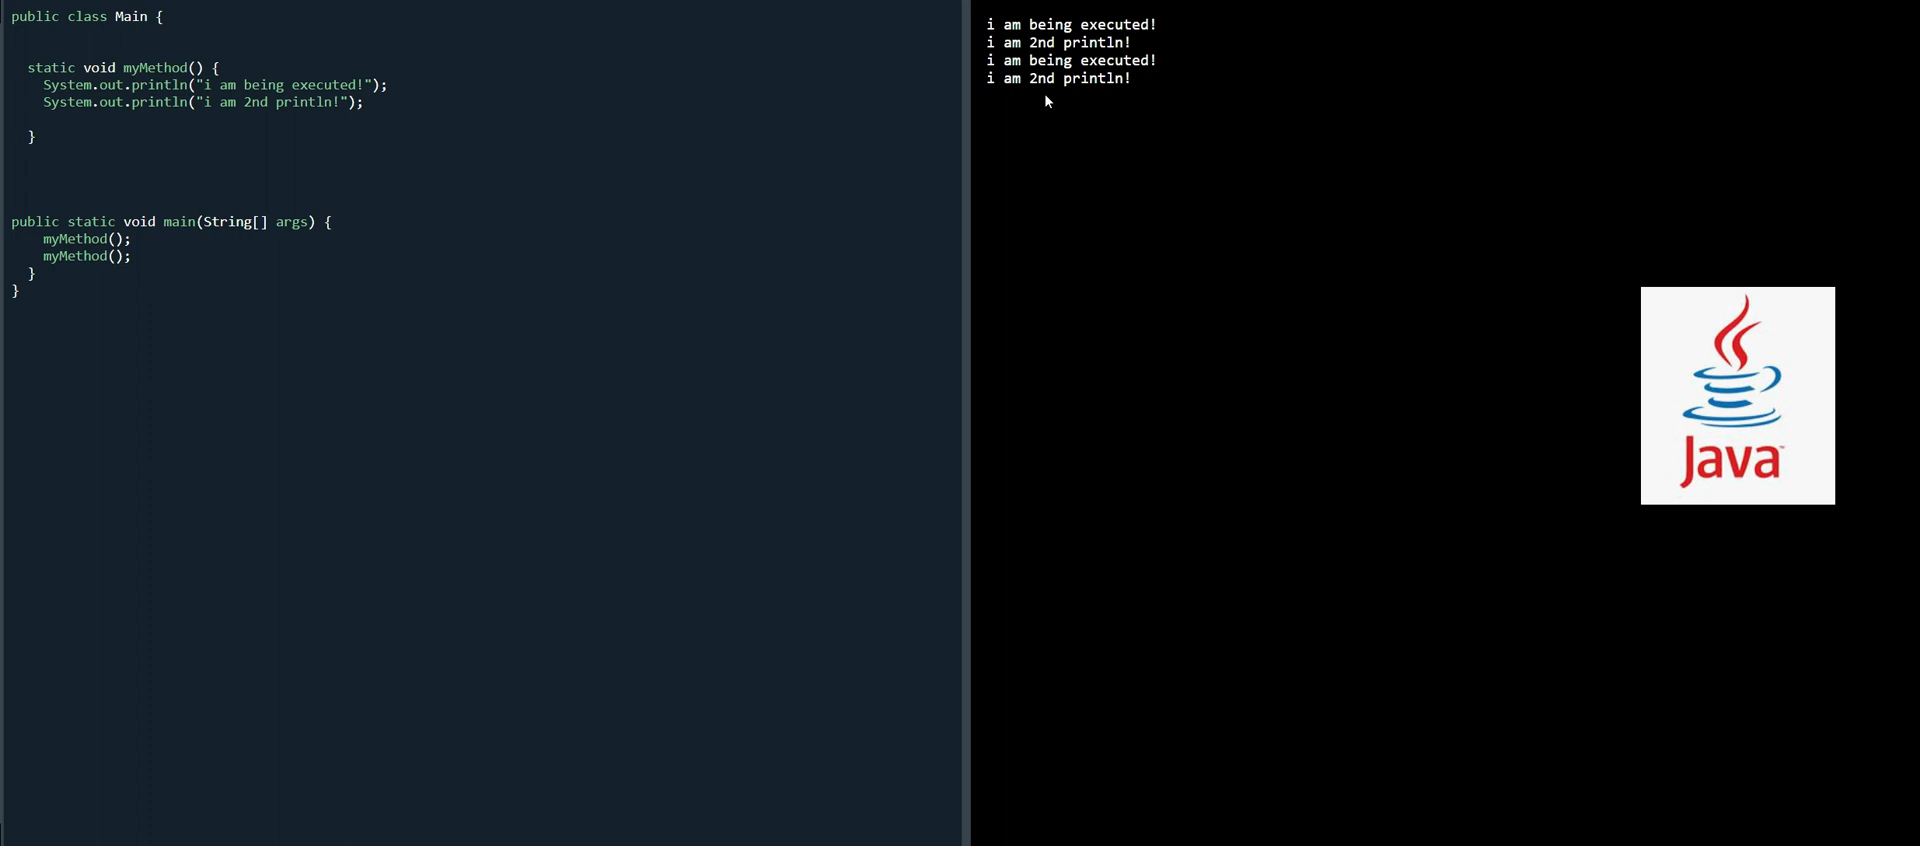 public class Main {
static void myMethod() {
System.out.println("i am being executed!");
System.out.println("i am 2nd println!");
}
public static void main(String[] args) {
myMethod();
myMethod();
}
}
i am being executed!
i am 2nd println!
i am being executed!
i am 2nd println!
Java™